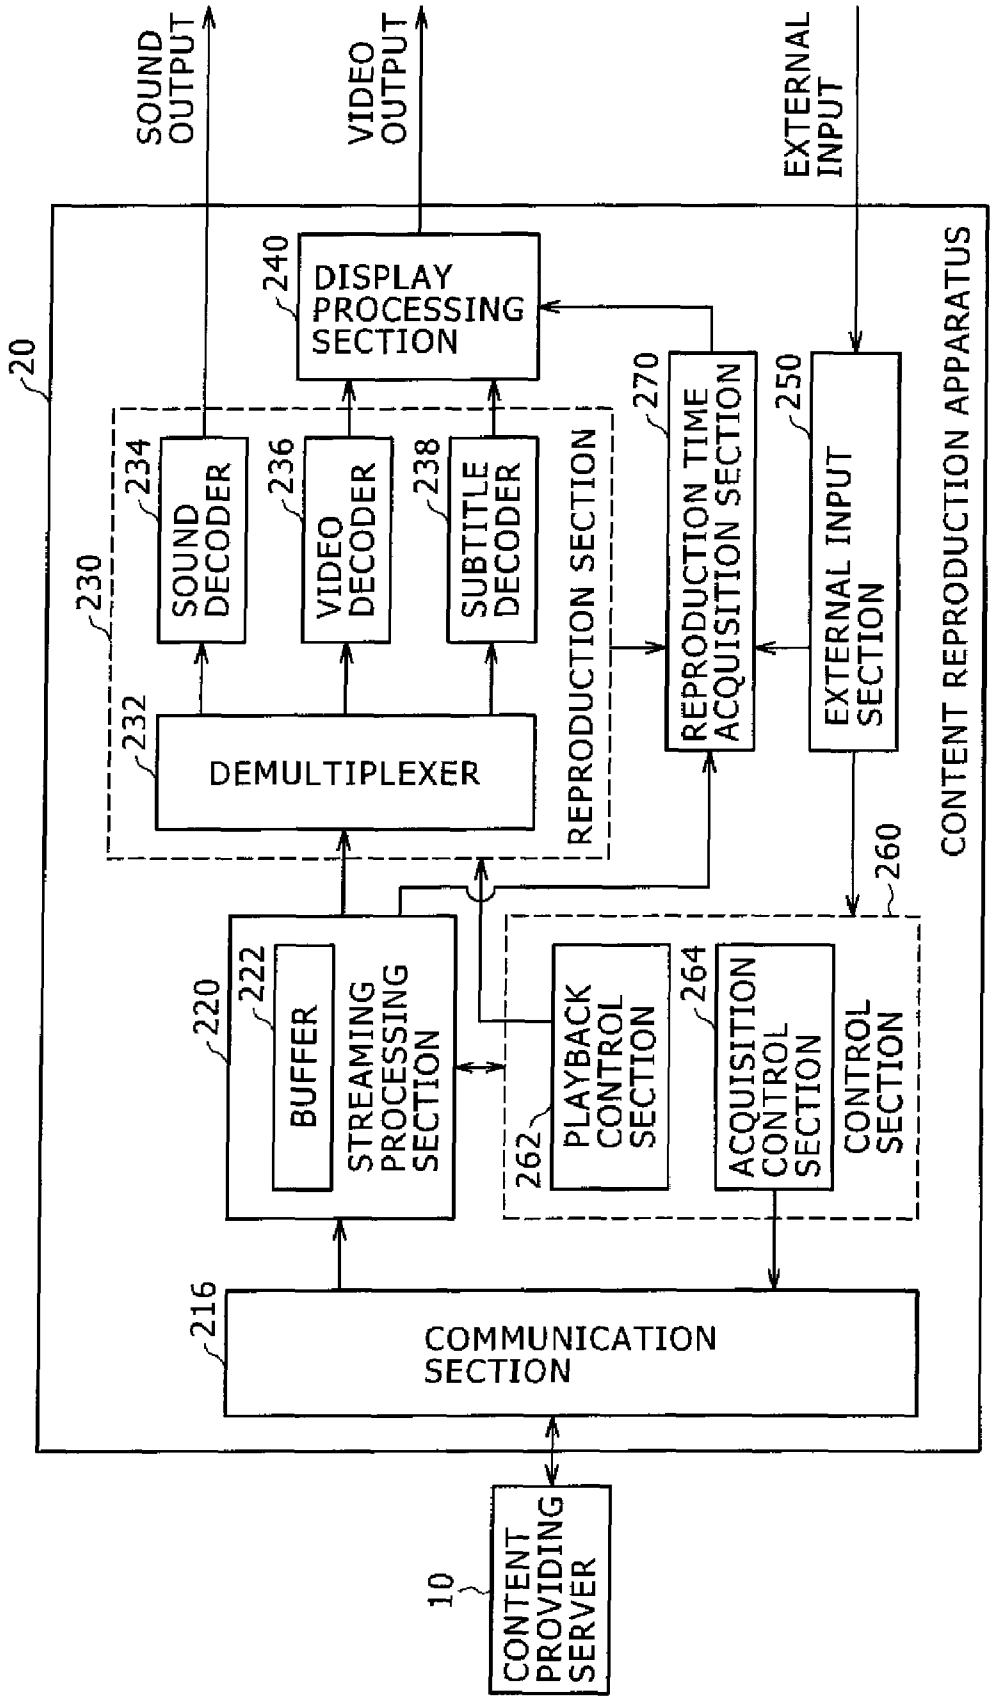 20
SOUND
OUTPUT
VIDEO
OUTPUT
EXTERNAL
INPUT
230
234
SOUND
DECODER
236
VIDEO
DECODER
238
SUBTITLE
DECODER
232
DEMULTIPLEXER
REPRODUCTION SECTION
240
DISPLAY
PROCESSING
SECTION
270
REPRODUCTION TIME
ACQUISITION SECTION
250
EXTERNAL INPUT
SECTION
220
222
BUFFER
STREAMING
PROCESSING
SECTION
260
262
PLAYBACK
CONTROL
SECTION
264
ACQUISITION
CONTROL
SECTION
CONTROL
SECTION
216
COMMUNICATION
SECTION
CONTENT REPRODUCTION APPARATUS
10
CONTENT
PROVIDING
SERVER